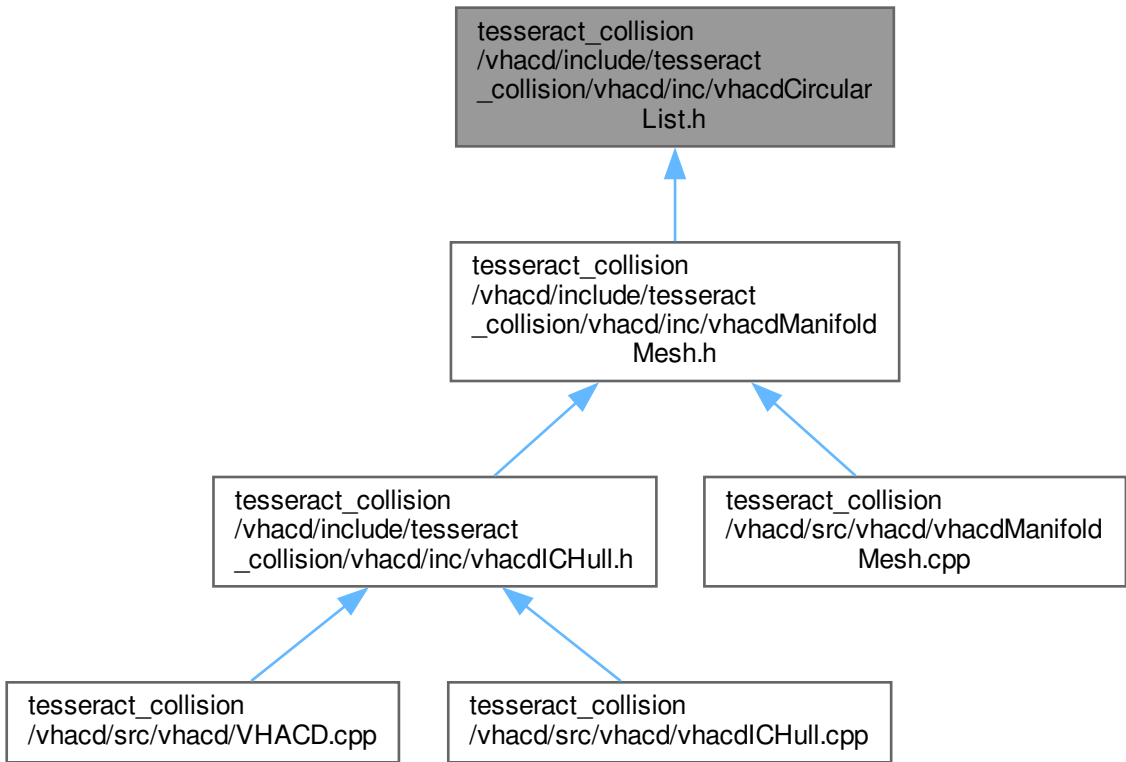 tesseract_collision
/vhacd/include/tesseract
_collision/vhacd/inc/vhacdCircular
List.h
tesseract_collision
/vhacd/include/tesseract
_collision/vhacd/inc/vhacdManifold
Mesh.h
tesseract_collision
/vhacd/include/tesseract
_collision/vhacd/inc/vhacdICHull.h
tesseract_collision
/vhacd/src/vhacd/vhacdManifold
Mesh.cpp
tesseract_collision
/vhacd/src/vhacd/VHACD.cpp
tesseract_collision
/vhacd/src/vhacd/vhacdICHull.cpp